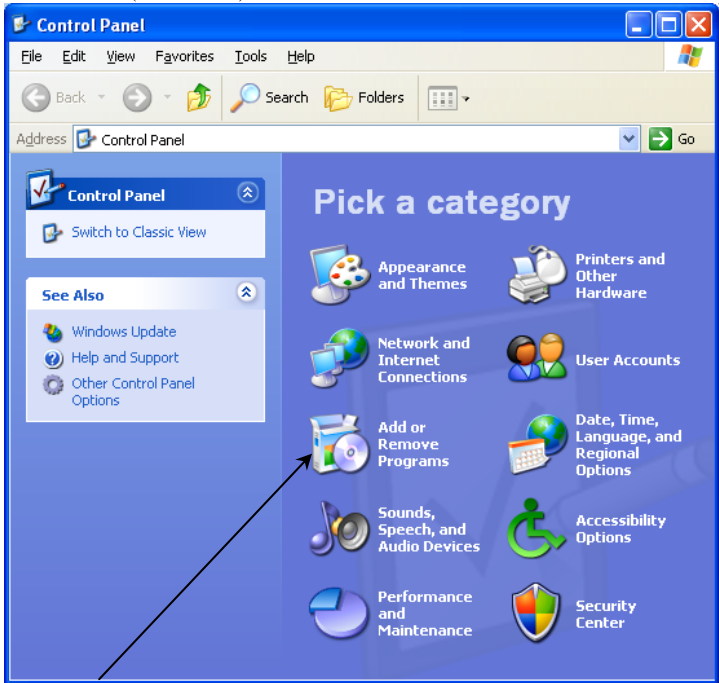 Control Panel
File Edit View Favorites Tools Help
Back Search Folders
Address Control Panel Go
Control Panel
Switch to Classic View
See Also
Windows Update
Help and Support
Other Control Panel
Options
Pick a category
Appearance
and Themes
Printers and
Other
Hardware
Network and
Internet
Connections
User Accounts
Add or
Remove
Programs
Date, Time,
Language, and
Regional
Options
Sounds,
Speech, and
Audio Devices
Accessibility
Options
Performance
and
Maintenance
Security
Center